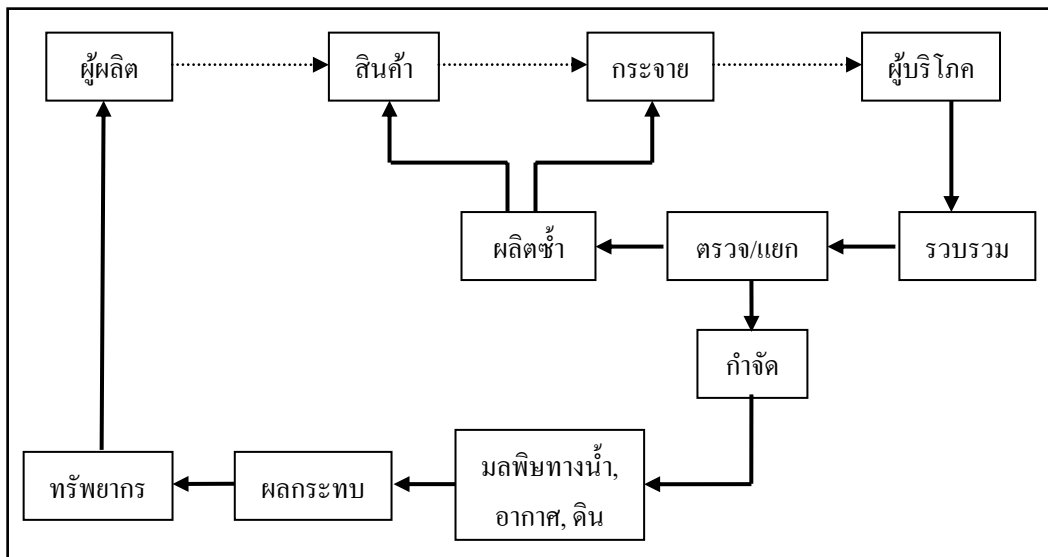 ผู้ผลิต
สินค้า
กระจาย
ผู้บริโภค
ผลิตซ้ำ
ตรวจ/แยก
รวบรวม
กำจัด
ทรัพยากร
ผลกระทบ
มลพิษทางน้ำ,
อากาศ, ดิน